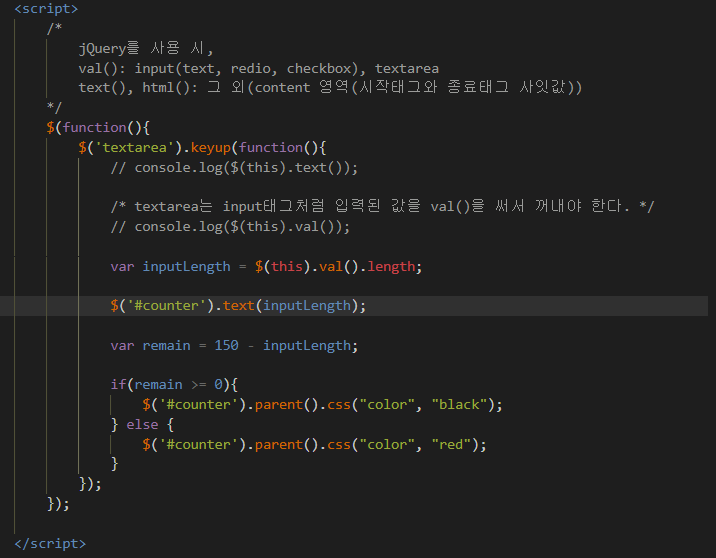 <script>
/*
jQuery를 사용 시,
val(): input(text, redio, checkbox), textarea
text(), html(): 그 외(content 영역(시작태그와 종료태그 사잇값))
*/
$(function(){
$('textarea').keyup(function(){
// console.log($(this).text());
/* textarea는 input태그처럼 입력된 값을 val()을 써서 꺼내야 한다. */
// console.log($(this).val());
var inputLength = $(this).val().length;
$('#counter').text(inputLength);
var remain = 150 - inputLength;
if(remain >= 0){
$('#counter').parent().css("color", "black");
} else {
$('#counter').parent().css("color", "red");
}
});
});
</script>